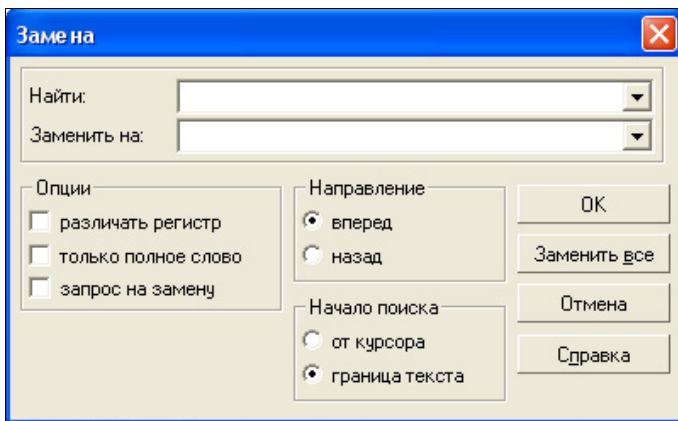 Замена
Найти:
Заменить на:
Опции
различать регистр
только полное слово
запрос на замену
Направление
вперед
назад
Начало поиска
от курсора
граница текста
OK
Заменить все
Отмена
Справка